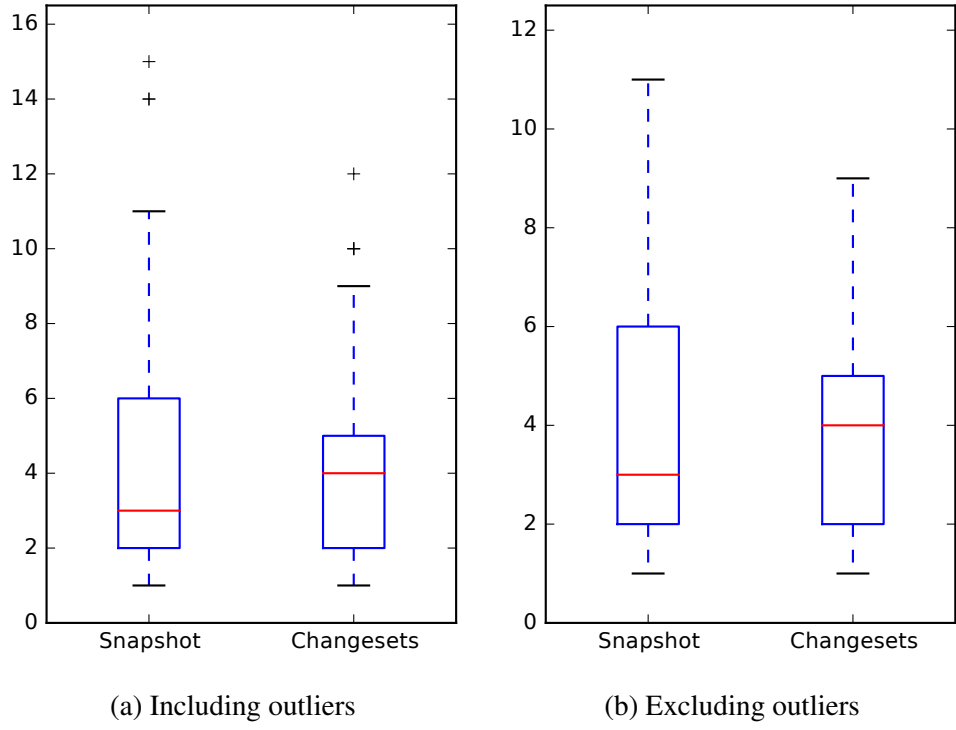 16
14
12
10
8
6
4
2
0
Snapshot
Changesets
(a) Including outliers
12
10
8
6
4
2
0
Snapshot
Changesets
(b) Excluding outliers